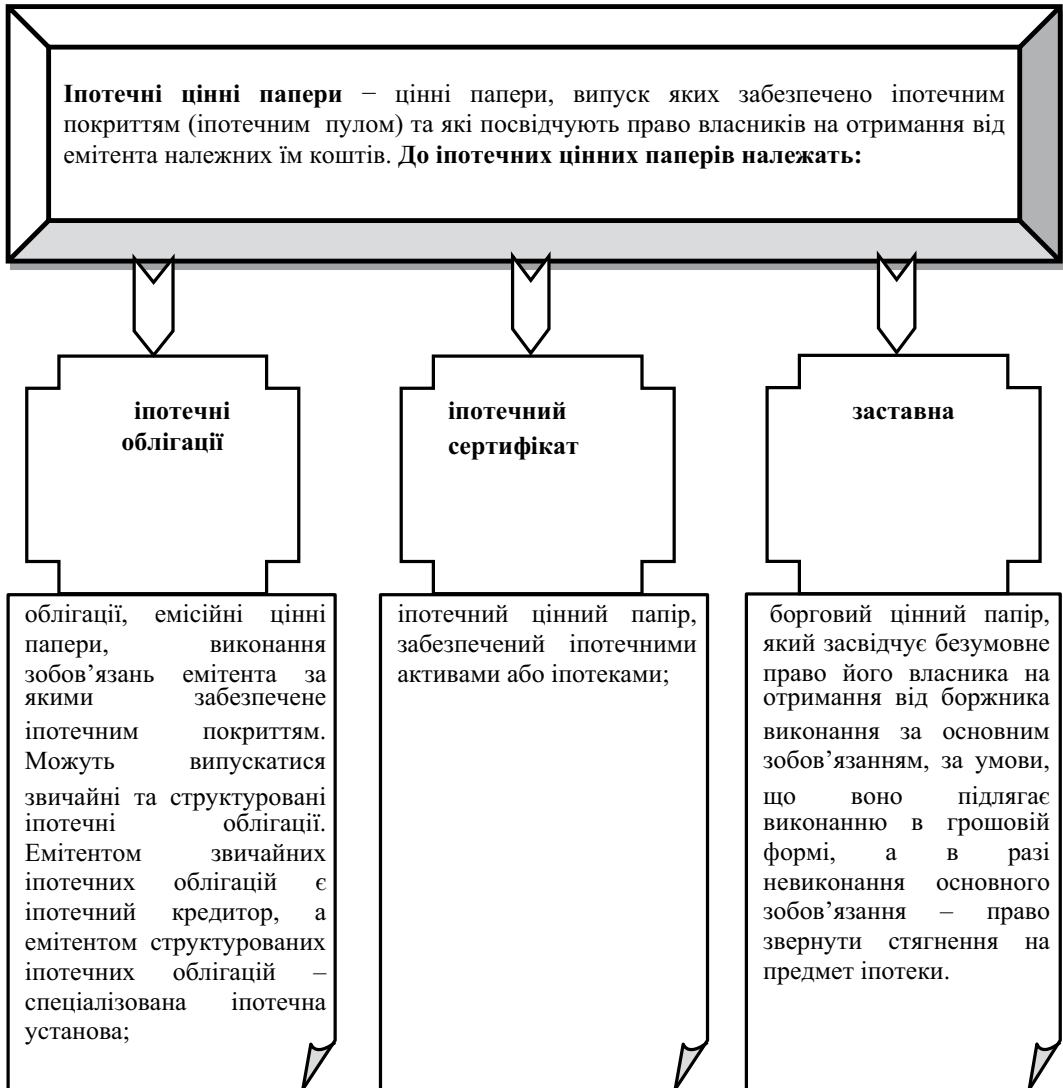 Іпотечні цінні папери − цінні папери, випуск яких забезпечено іпотечним
покриттям (іпотечним пулом) та які посвідчують право власників на отримання від
емітента належних їм коштів. До іпотечних цінних паперів належать:
іпотечні
облігації
іпотечний
сертифікат
заставна
облігації, емісійні цінні
папери, виконання
зобов’язань емітента за
якими забезпечене
іпотечним покриттям.
Можуть випускатися
звичайні та структуровані
іпотечні облігації.
Емітентом звичайних
іпотечних облігацій є
іпотечний кредитор, а
емітентом структурованих
іпотечних облігацій –
спеціалізована іпотечна
установа;
іпотечний цінний папір,
забезпечений іпотечними
активами або іпотеками;
борговий цінний папір,
який засвідчує безумовне
право його власника на
отримання від боржника
виконання за основним
зобов’язанням, за умови,
що воно підлягає
виконанню в грошовій
формі, а в разі
невиконання основного
зобов’язання – право
звернути стягнення на
предмет іпотеки.